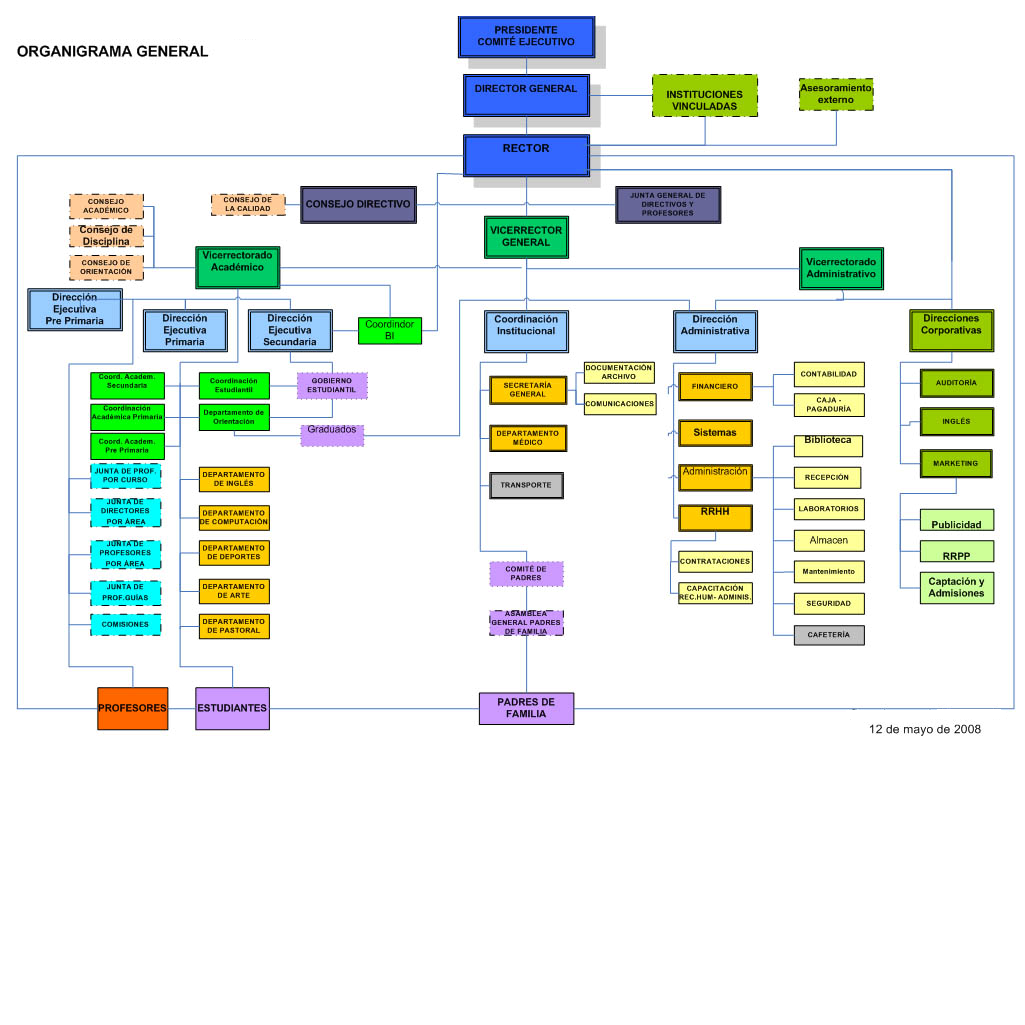 ORGANIGRAMA GENERAL
PRESIDENTE
COMITÉ EJECUTIVO
DIRECTOR GENERAL
INSTITUCIONES
VINCULADAS
Asesoramiento
externo
RECTOR
CONSEJO
ACADÉMICO
CONSEJO DE
LA CALIDAD
CONSEJO DIRECTIVO
JUNTA GENERAL DE
DIRECTIVOS Y
PROFESORES
Consejo de
Disciplina
VICERRECTOR
GENERAL
CONSEJO DE
ORIENTACIÓN
Vicerrectorado
Académico
Vicerrectorado
Administrativo
Dirección
Ejecutiva
Pre Primaria
Dirección
Ejecutiva
Primaria
Dirección
Ejecutiva
Secundaria
Coordindor
BI
Coordinación
Institucional
Dirección
Administrativa
Direcciones
Corporativas
Coord. Academ.
Secundaria
Coordinación
Estudiantil
GOBIERNO
ESTUDIANTIL
SECRETARÍA
GENERAL
DOCUMENTACIÓN
ARCHIVO
COMUNICACIONES
FINANCIERO
CONTABILIDAD
CAJA -
PAGADURÍA
AUDITORÍA
Coordinación
Académica Primaria
Departamento de
Orientación
Graduados
INGLÉS
Coord. Academ.
Pre Primaria
DEPARTAMENTO
MÉDICO
Sistemas
Biblioteca
MARKETING
JUNTA DE PROF.
POR CURSO
DEPARTAMENTO
DE INGLÉS
TRANSPORTE
Administración
RECEPCIÓN
JUNTA DE
DIRECTORES
POR ÁREA
DEPARTAMENTO
DE COMPUTACIÓN
RRHH
LABORATORIOS
Publicidad
JUNTA DE
PROFESORES
POR ÁREA
DEPARTAMENTO
DE DEPORTES
Almacen
RRPP
COMITÉ DE
PADRES
CONTRATACIONES
Mantenimiento
JUNTA DE
PROF.GUÍAS
DEPARTAMENTO
DE ARTE
CAPACITACIÓN
REC.HUM- ADMINIS.
Captación y
Admisiones
SEGURIDAD
COMISIONES
DEPARTAMENTO
DE PASTORAL
ASAMBLEA
GENERAL PADRES
DE FAMILIA
CAFETERÍA
PROFESORES
ESTUDIANTES
PADRES DE
FAMILIA
12 de mayo de 2008